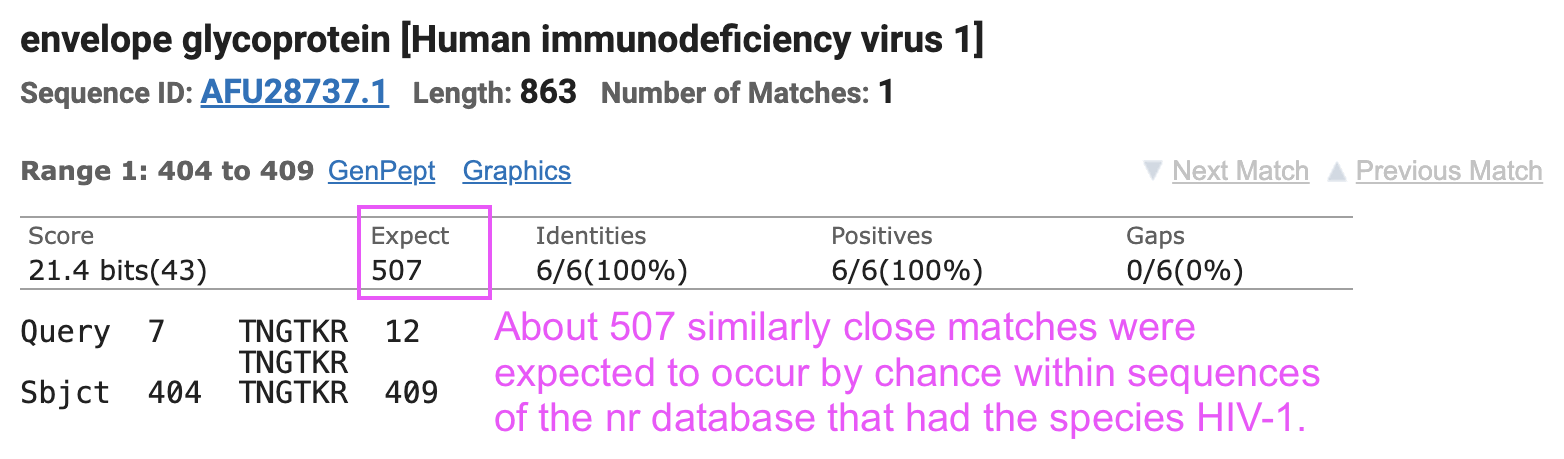 envelope glycoprotein [Human immunodeficiency virus 1]
Sequence ID: AFU28737.1 Length: 863 Number of Matches: 1
Range 1: 404 to 409 GenPept Graphics ▼ Next Match ▲ Previous Match
Score Expect Identities Positives Gaps
21.4 bits(43) 507 6/6(100%) 6/6(100%) 0/6(0%)
Query 7 TNGTKR 12
TNGTKR
Sbjct 404 TNGTKR 409
About 507 similarly close matches were
expected to occur by chance within sequences
of the nr database that had the species HIV-1.